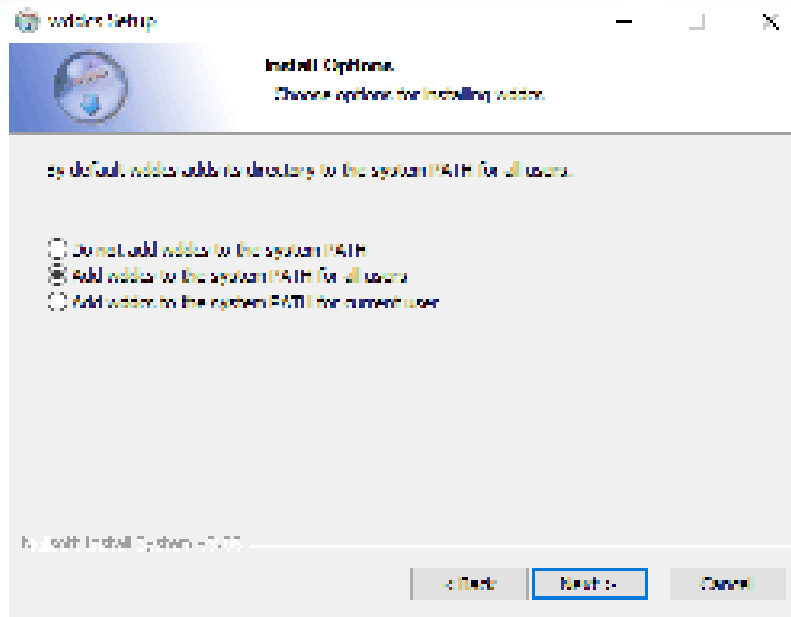 Setup
Install Options
Choose options for installing
By default adds its directory to the system PATH for all users.
Do not add to the system PATH
Add to the system PATH for all users
Add to the system PATH for current user
Nullsoft Install System
< Back
Next >
Cancel